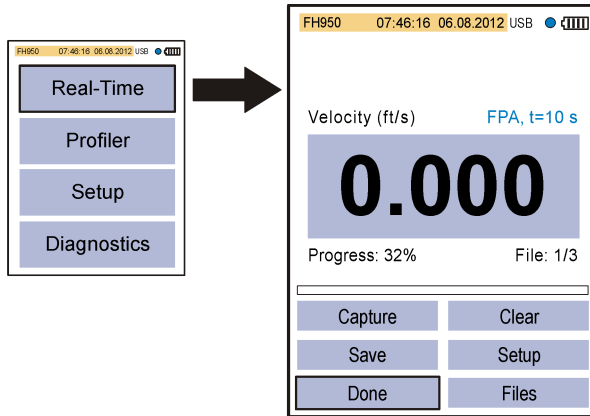 FH950 07:46:16 06.08.2012 USB
Real-Time
Profiler
Setup
Diagnostics
FH950 07:46:16 06.08.2012 USB
Velocity (ft/s) FPA, t=10 s
0.000
Progress: 32% File: 1/3
Capture Clear
Save Setup
Done Files